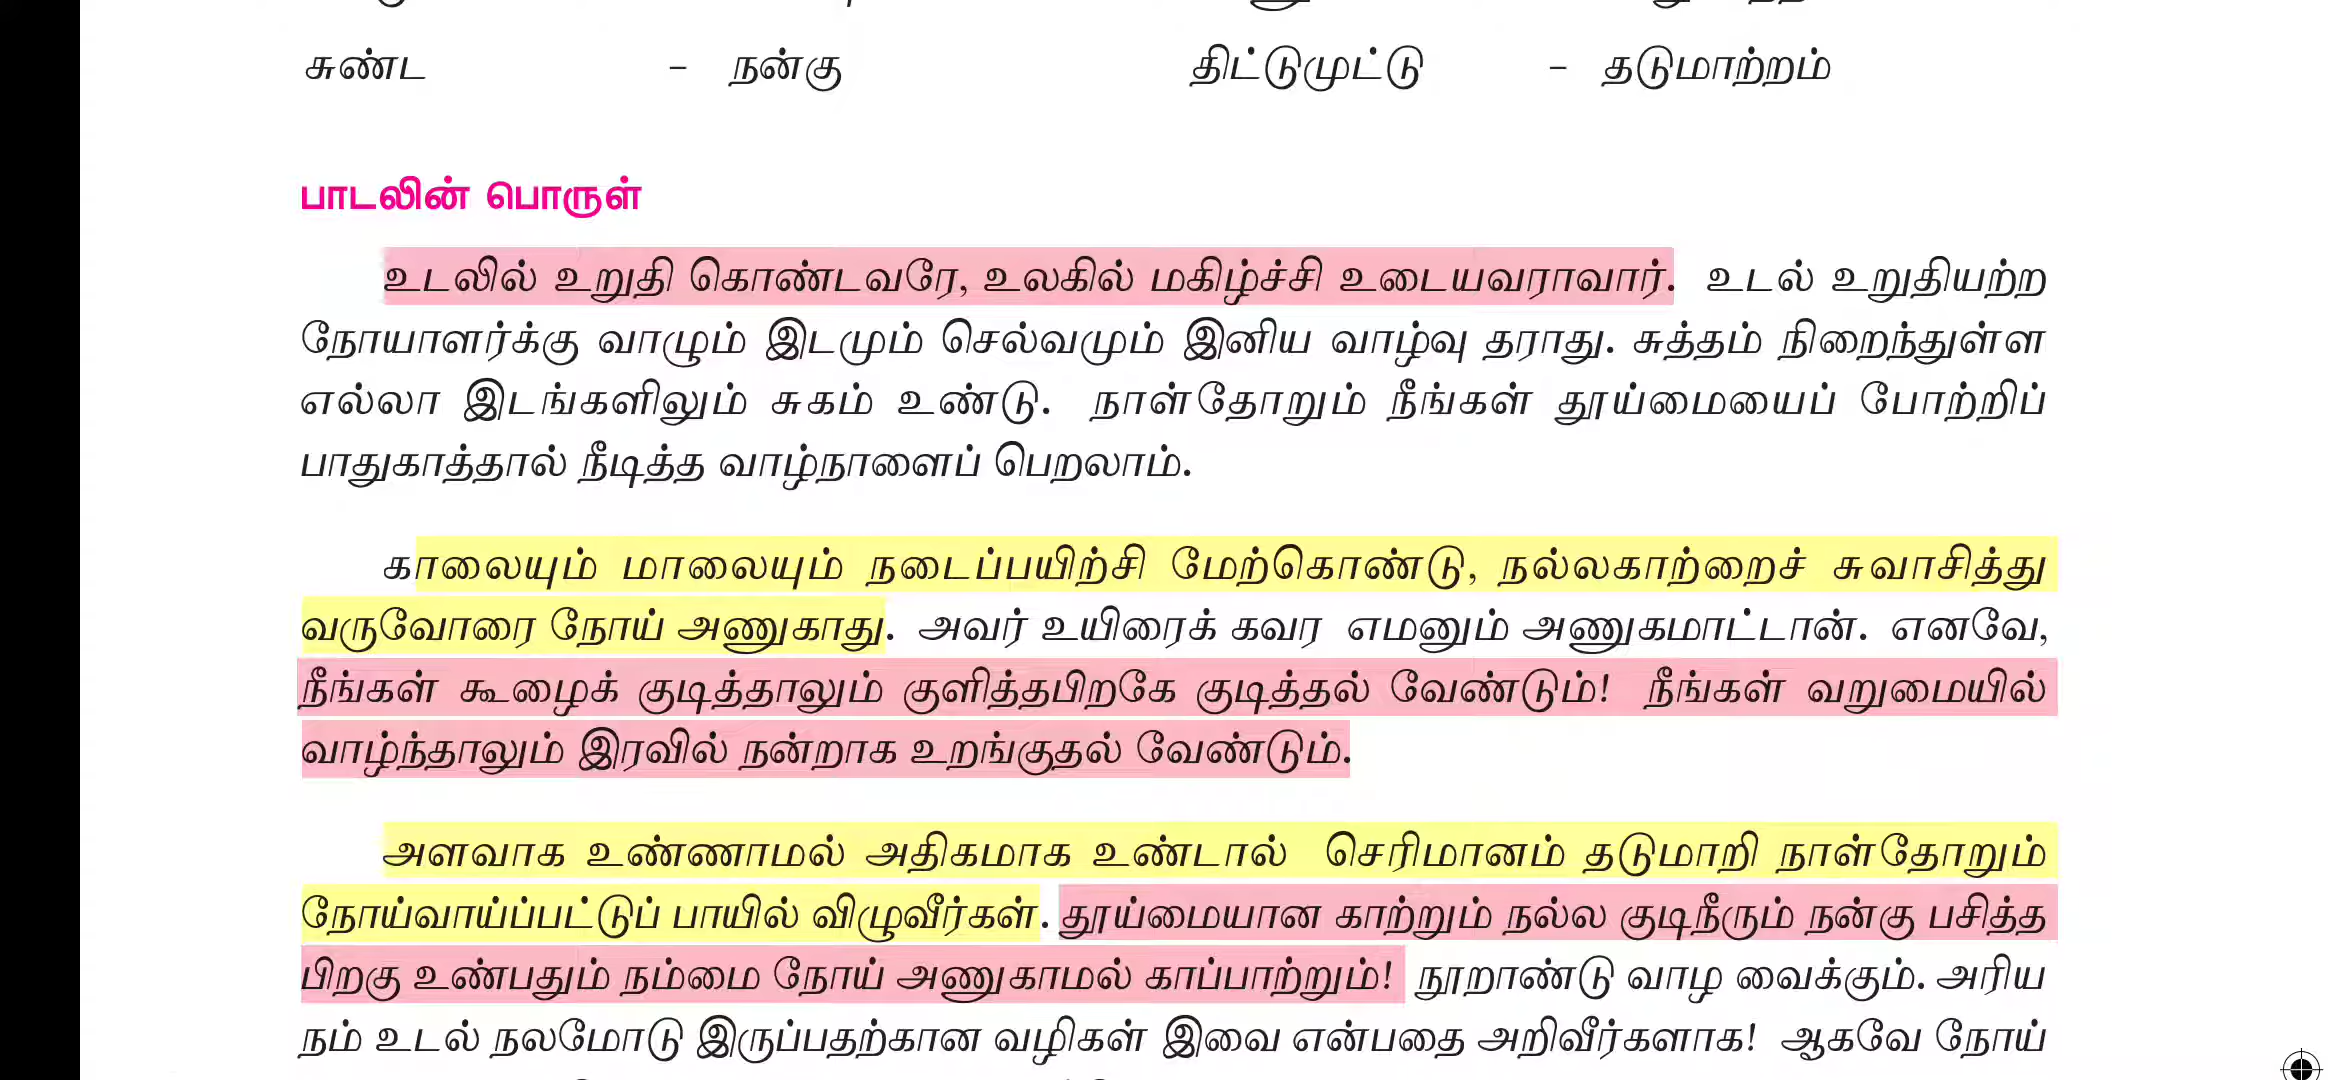 சுண்ட - நன்கு திட்டுமுட்டு - தடுமாற்றம்
பாடலின் பொருள்
உடலில் உறுதி கொண்டவரே, உலகில் மகிழ்ச்சி உடையவராவார். உடல் உறுதியற்ற
நோயாளர்க்கு வாழும் இடமும் செல்வமும் இனிய வாழ்வு தராது. சுத்தம் நிறைந்துள்ள
எல்லா இடங்களிலும் சுகம் உண்டு. நாள்தோறும் நீங்கள் தூய்மையைப் போற்றிப்
பாதுகாத்தால் நீடித்த வாழ்நாளைப் பெறலாம்.
காலையும் மாலையும் நடைப்பயிற்சி மேற்கொண்டு, நல்லகாற்றைச் சுவாசித்து
வருவோரை நோய் அணுகாது. அவர் உயிரைக் கவர எமனும் அணுகமாட்டான். எனவே,
நீங்கள் கூழைக் குடித்தாலும் குளித்தபிறகே குடித்தல் வேண்டும்! நீங்கள் வறுமையில்
வாழ்ந்தாலும் இரவில் நன்றாக உறங்குதல் வேண்டும்.
அளவாக உண்ணாமல் அதிகமாக உண்டால் செரிமானம் தடுமாறி நாள்தோறும்
நோய்வாய்ப்பட்டுப் பாயில் விழுவீர்கள். தூய்மையான காற்றும் நல்ல குடிநீரும் நன்கு பசித்த
பிறகு உண்பதும் நம்மை நோய் அணுகாமல் காப்பாற்றும்! நூறாண்டு வாழ வைக்கும். அரிய
நம் உடல் நலமோடு இருப்பதற்கான வழிகள் இவை என்பதை அறிவீர்களாக! ஆகவே நோய்